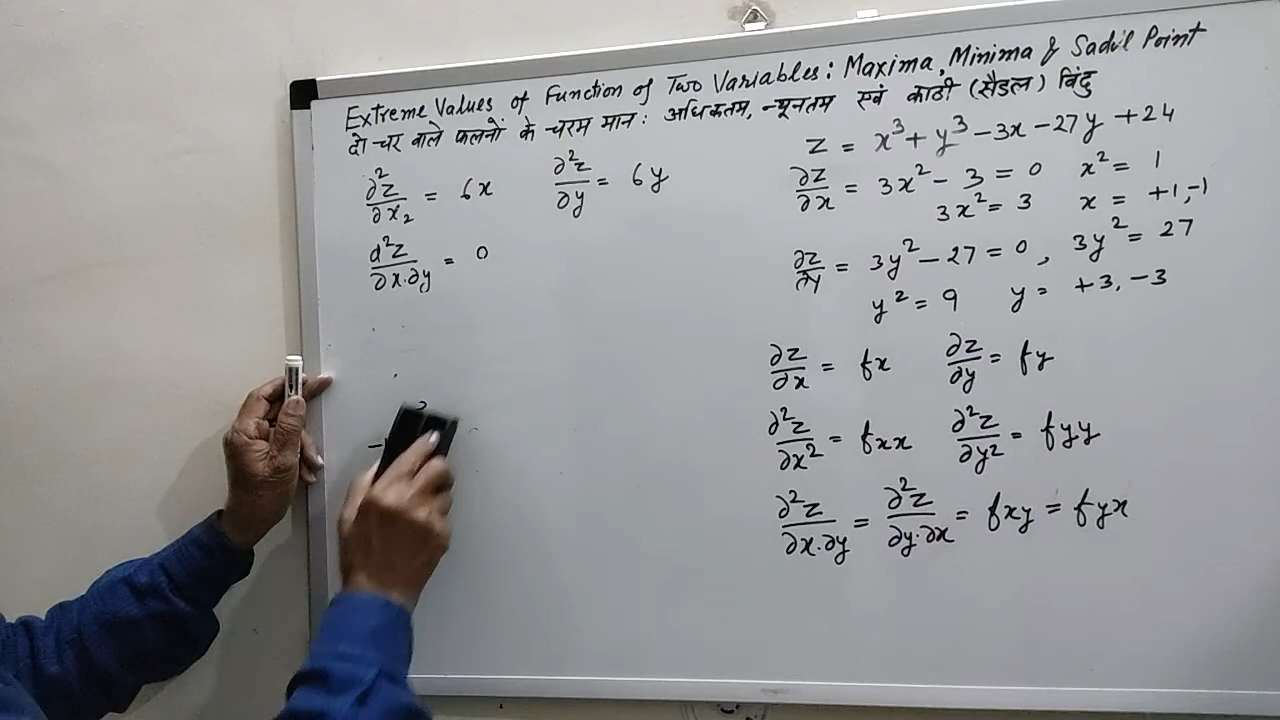 Extreme Values of Function of Two Variables: Maxima, Minima & Sadul Point
दो चर वाले फलनों के चरम मान: अधिकतम, न्यूनतम एवं काठी (सैडल) बिंदु
z = x³ + y³ − 3x − 27y + 24
∂²z/∂x₂ = 6x ∂²z/∂y = 6y
d²z/∂x.∂y = 0
∂z/∂x = 3x² − 3 = 0 x² = 1
3x² = 3 x = +1, −1
∂z/∂y = 3y² − 27 = 0, 3y² = 27
y² = 9 y = +3, −3
∂z/∂x = fx ∂z/∂y = fy
∂²z/∂x² = fxx ∂²z/∂y² = fyy
∂²z/∂x.∂y = ∂²z/∂y.∂x = fxy = fyx